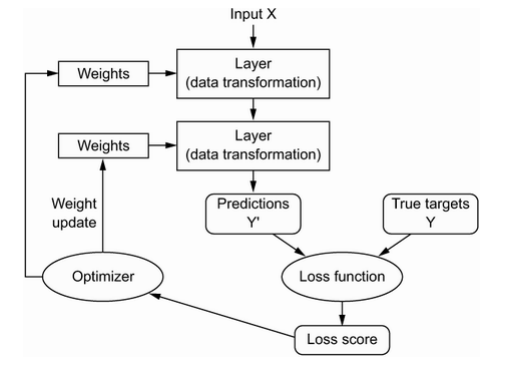 Input X
Layer
(data transformation)
Weights
Layer
(data transformation)
Weights
Weight
update
Predictions
Y'
True targets
Y
Optimizer
Loss function
Loss score